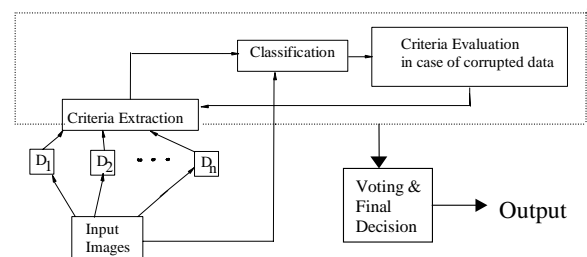 Classification
Criteria Evaluation
in case of corrupted data
Criteria Extraction
D1
D2
• • •
Dn
Voting &
Final
Decision
Output
Input
Images